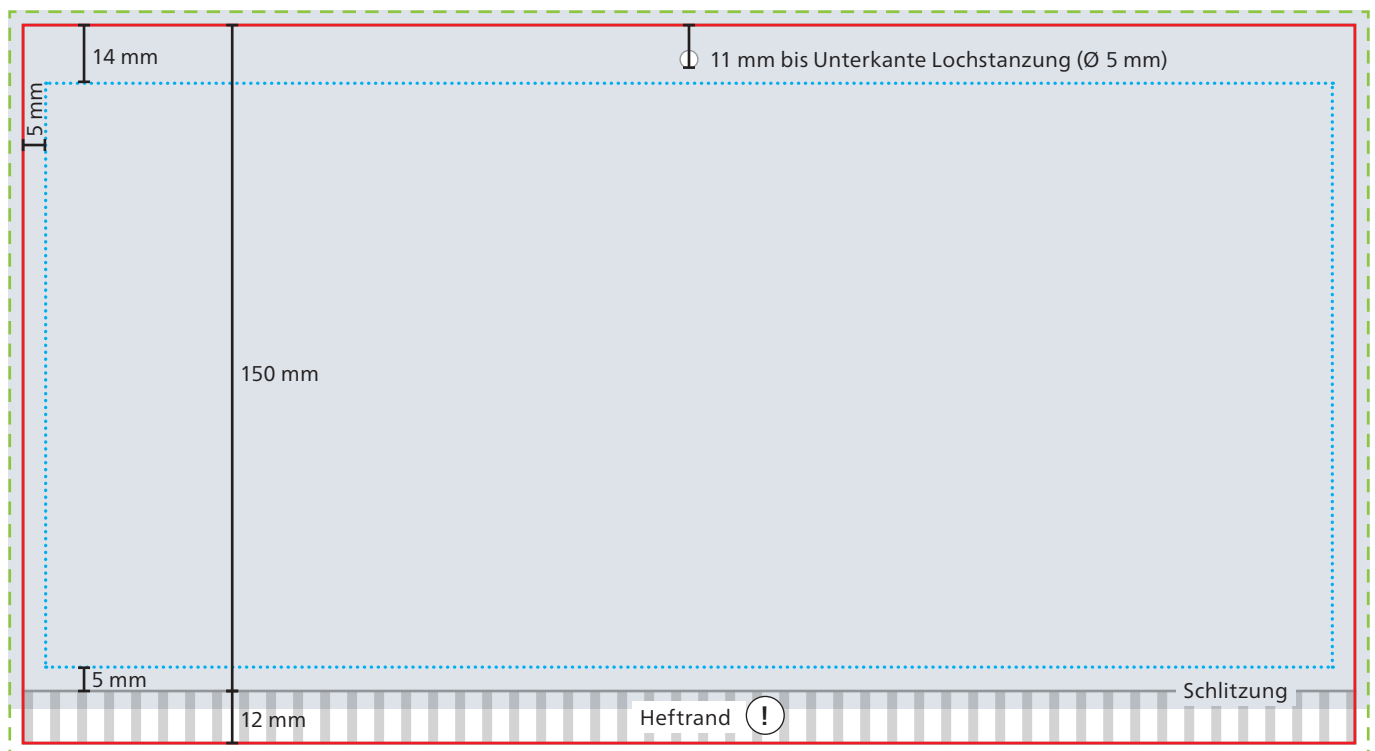 14 mm
11 mm bis Unterkante Lochstanzung (Ø 5 mm)
5 mm
150 mm
5 mm
Schlitzung
12 mm
Heftrand !